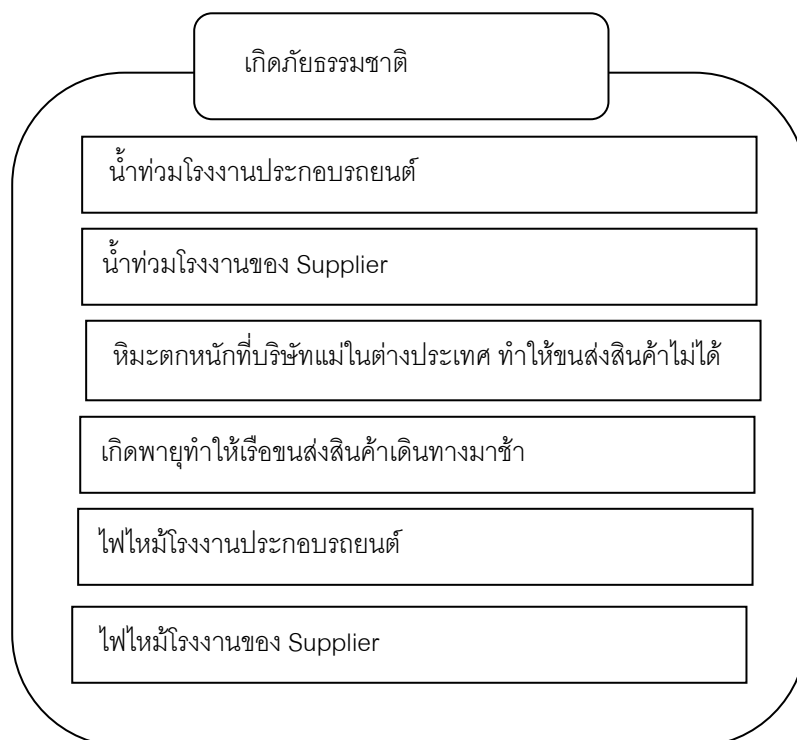 เกิดภัยธรรมชาติ
น้ำท่วมโรงงานประกอบรถยนต์
น้ำท่วมโรงงานของ Supplier
หิมะตกหนักที่บริษัทแม่ในต่างประเทศ ทำให้ขนส่งสินค้าไม่ได้
เกิดพายุทำให้เรือขนส่งสินค้าเดินทางมาช้า
ไฟไหม้โรงงานประกอบรถยนต์
ไฟไหม้โรงงานของ Supplier